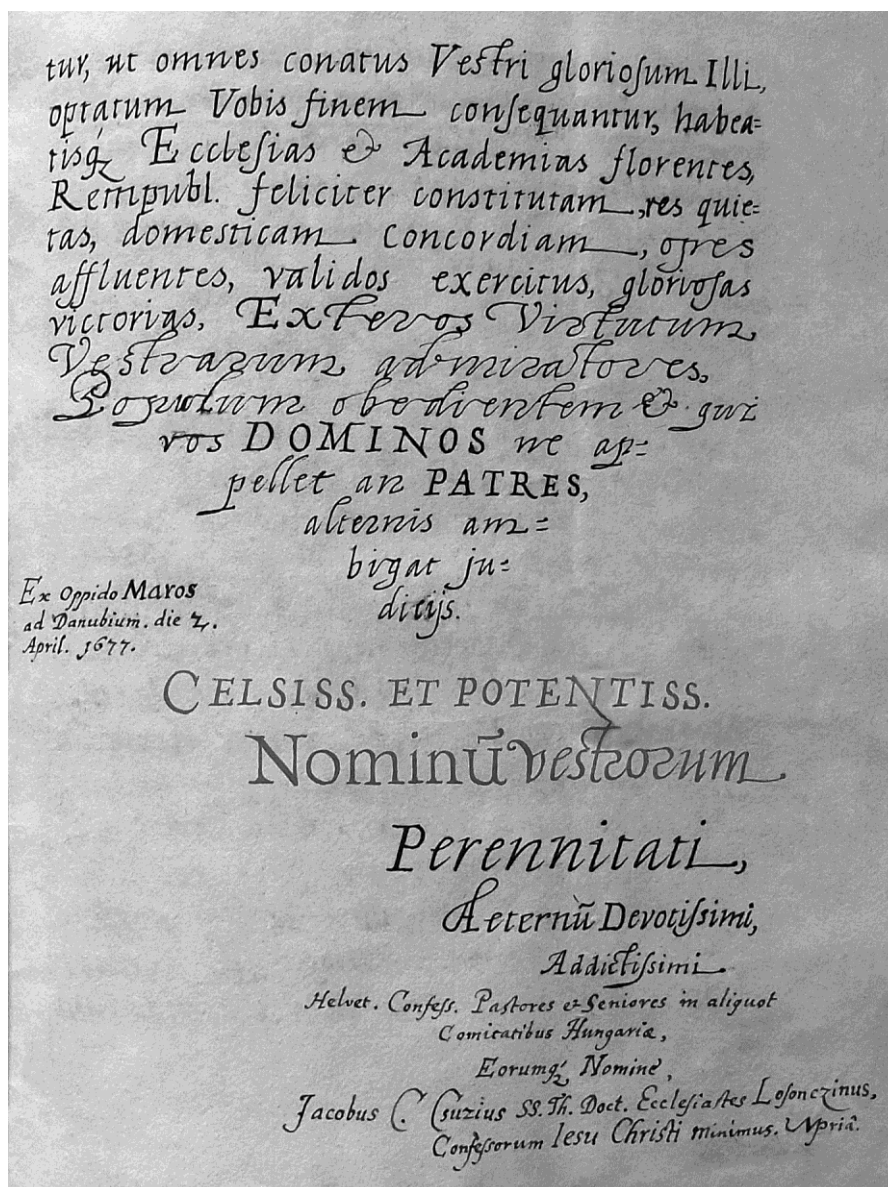 tur, ut omnes conatus Vestri glorioſum Illi,
optatum Vobis finem conſequantur, habea=
tisq́ꝫ Eccleſias & Academias florentes,
Rempubl. feliciter constitutam, res quie=
tas, domesticam Concordiam, opes
affluentes, validos exercitus, glorioſas
victorias, Exteros Virtutum
Vestrarum admiratores,
Populum obedientem & qui
vos DOMINOS ne ap=
pellet an PATRES,
alternis am=
bigat ju=
dicijs.
Ex Oppido Maros
ad Danubium. die 2.
April. 1677.
CELSISS. ET POTENTISS.
Nominū vestrorum
Perennitati,
Æternū Devotiſſimi,
Addictiſſimi.
Helvet. Confeſſ. Paſtores & Seniores in aliquot
Comitatibus Hungariæ,
Eorumq́ꝫ Nomine,
Jacobus C. Csuzius SS. Th. Doct. Eccleſiaſtes Loſonczinus,
Confeſſorum Iesu Chriſti minimus. Mpriâ.